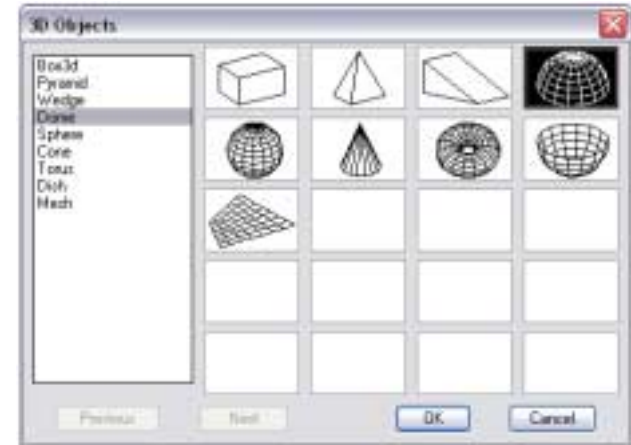 3D Objects
Box3d
Pyramid
Wedge
Dome
Sphere
Cone
Torus
Dish
Mesh
Previous
Next
OK
Cancel